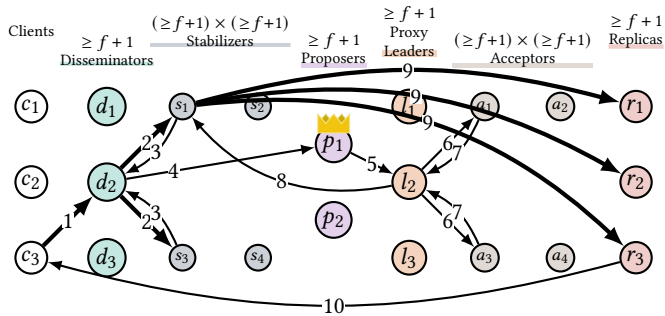 Clients
≥ f + 1
Disseminators
(≥f+1) × (≥f+1)
Stabilizers
≥ f + 1
Proposers
≥ f + 1
Proxy
Leaders
(≥f+1) × (≥f+1)
Acceptors
≥ f + 1
Replicas
c₁ d₁ s₁ s₂ l₁ a₁ a₂ r₁
p₁
c₂ d₂ l₂ r₂
p₂
c₃ d₃ s₃ s₄ l₃ a₃ a₄ r₃
9
9
9
2
3
4
5
6
7
8
1
2
3
6
7
10